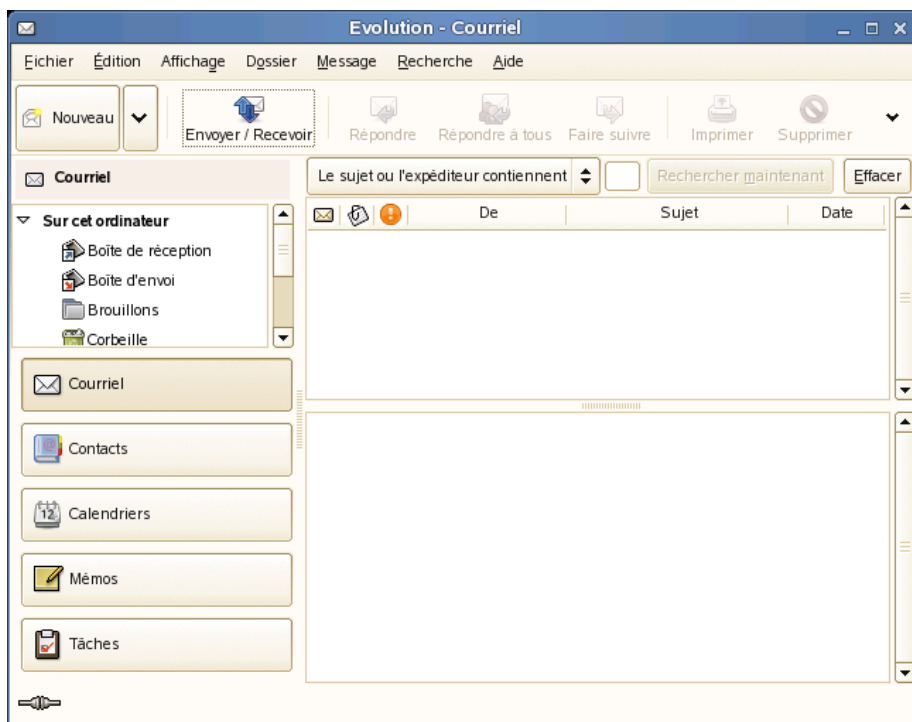 Evolution - Courriel
Fichier Édition Affichage Dossier Message Recherche Aide
Nouveau Envoyer / Recevoir Répondre Répondre à tous Faire suivre Imprimer Supprimer
Courriel Le sujet ou l'expéditeur contiennent Rechercher maintenant Effacer
Sur cet ordinateur De Sujet Date
Boîte de réception
Boîte d'envoi
Brouillons
Corbeille
Courriel
Contacts
12 Calendriers
Mémos
Tâches